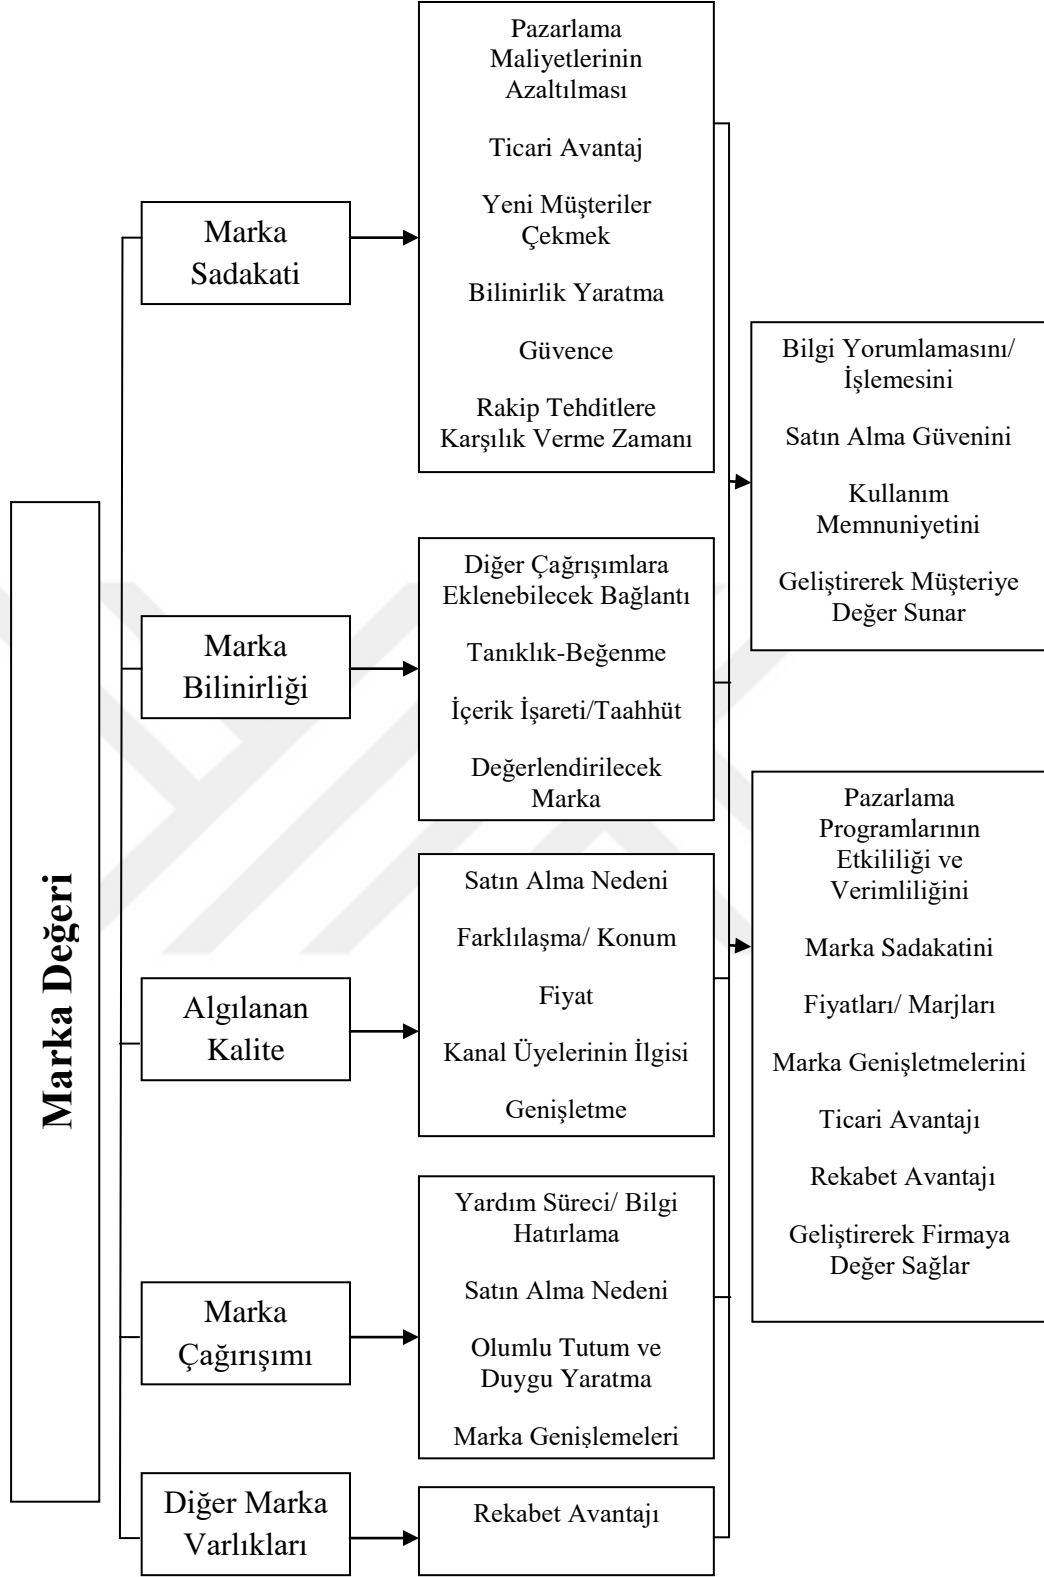 Marka Değeri
Marka
Sadakati
Pazarlama
Maliyetlerinin
Azaltılması
Ticari Avantaj
Yeni Müşteriler
Çekmek
Bilinirlik Yaratma
Güvence
Rakip Tehditlere
Karşılık Verme Zamanı
Marka
Bilinirliği
Diğer Çağrışımlara
Eklenebilecek Bağlantı
Tanıklık-Beğenme
İçerik İşareti/Taahhüt
Değerlendirilecek
Marka
Algılanan
Kalite
Satın Alma Nedeni
Farklılaşma/ Konum
Fiyat
Kanal Üyelerinin İlgisi
Genişletme
Marka
Çağırışımı
Yardım Süreci/ Bilgi
Hatırlama
Satın Alma Nedeni
Olumlu Tutum ve
Duygu Yaratma
Marka Genişlemeleri
Diğer Marka
Varlıkları
Rekabet Avantajı
Bilgi Yorumlamasını/
İşlemesini
Satın Alma Güvenini
Kullanım
Memnuniyetini
Geliştirerek Müşteriye
Değer Sunar
Pazarlama
Programlarının
Etkililiği ve
Verimliliğini
Marka Sadakatini
Fiyatları/ Marjları
Marka Genişletmelerini
Ticari Avantajı
Rekabet Avantajı
Geliştirerek Firmaya
Değer Sağlar